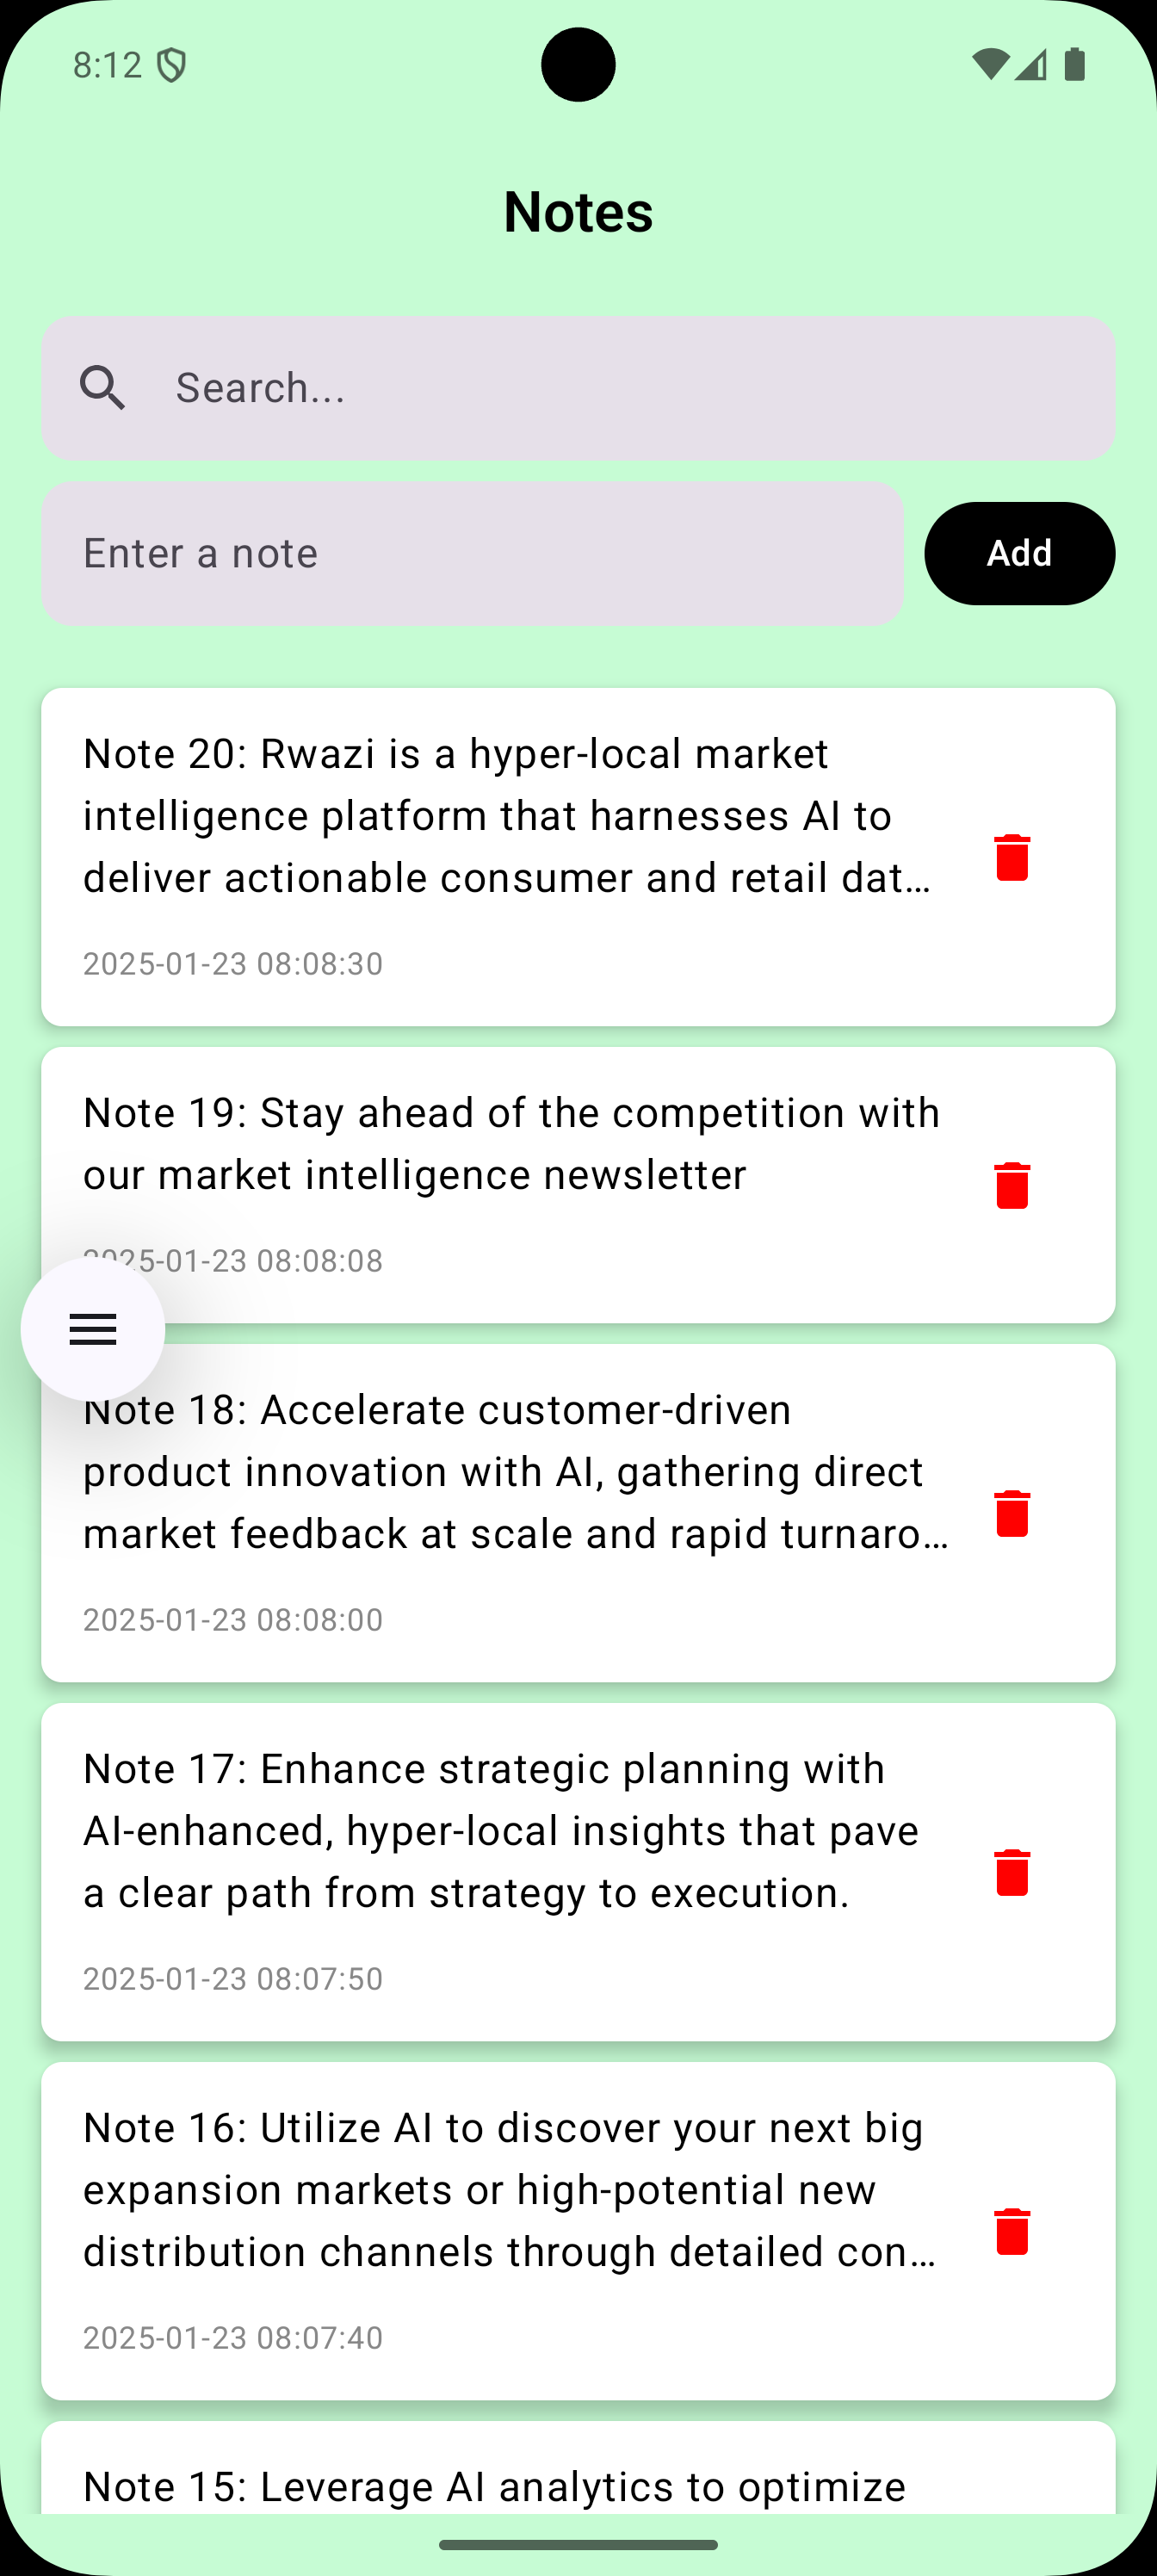 8:12
Notes
Search...
Enter a note
Add
Note 20: Rwazi is a hyper-local market
intelligence platform that harnesses AI to
deliver actionable consumer and retail dat…
2025-01-23 08:08:30
Note 19: Stay ahead of the competition with
our market intelligence newsletter
2025-01-23 08:08:08
Note 18: Accelerate customer-driven
product innovation with AI, gathering direct
market feedback at scale and rapid turnaro…
2025-01-23 08:08:00
Note 17: Enhance strategic planning with
AI-enhanced, hyper-local insights that pave
a clear path from strategy to execution.
2025-01-23 08:07:50
Note 16: Utilize AI to discover your next big
expansion markets or high-potential new
distribution channels through detailed con…
2025-01-23 08:07:40
Note 15: Leverage AI analytics to optimize